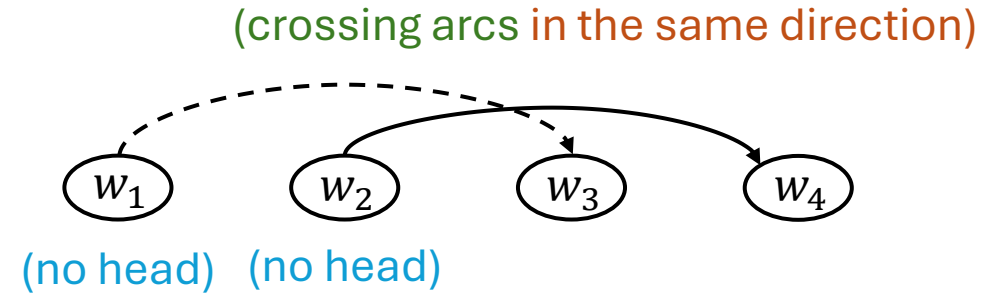 (crossing arcs in the same direction)
w₁ w₂ w₃ w₄
(no head) (no head)